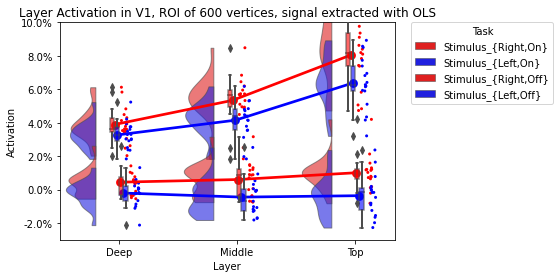 Layer Activation in V1, ROI of 600 vertices, signal extracted with OLS
10.0%
8.0%
6.0%
4.0%
2.0%
0.0%
-2.0%
Activation
Deep
Middle
Top
Layer
Task
Stimulus_{Right,On}
Stimulus_{Left,On}
Stimulus_{Right,Off}
Stimulus_{Left,Off}